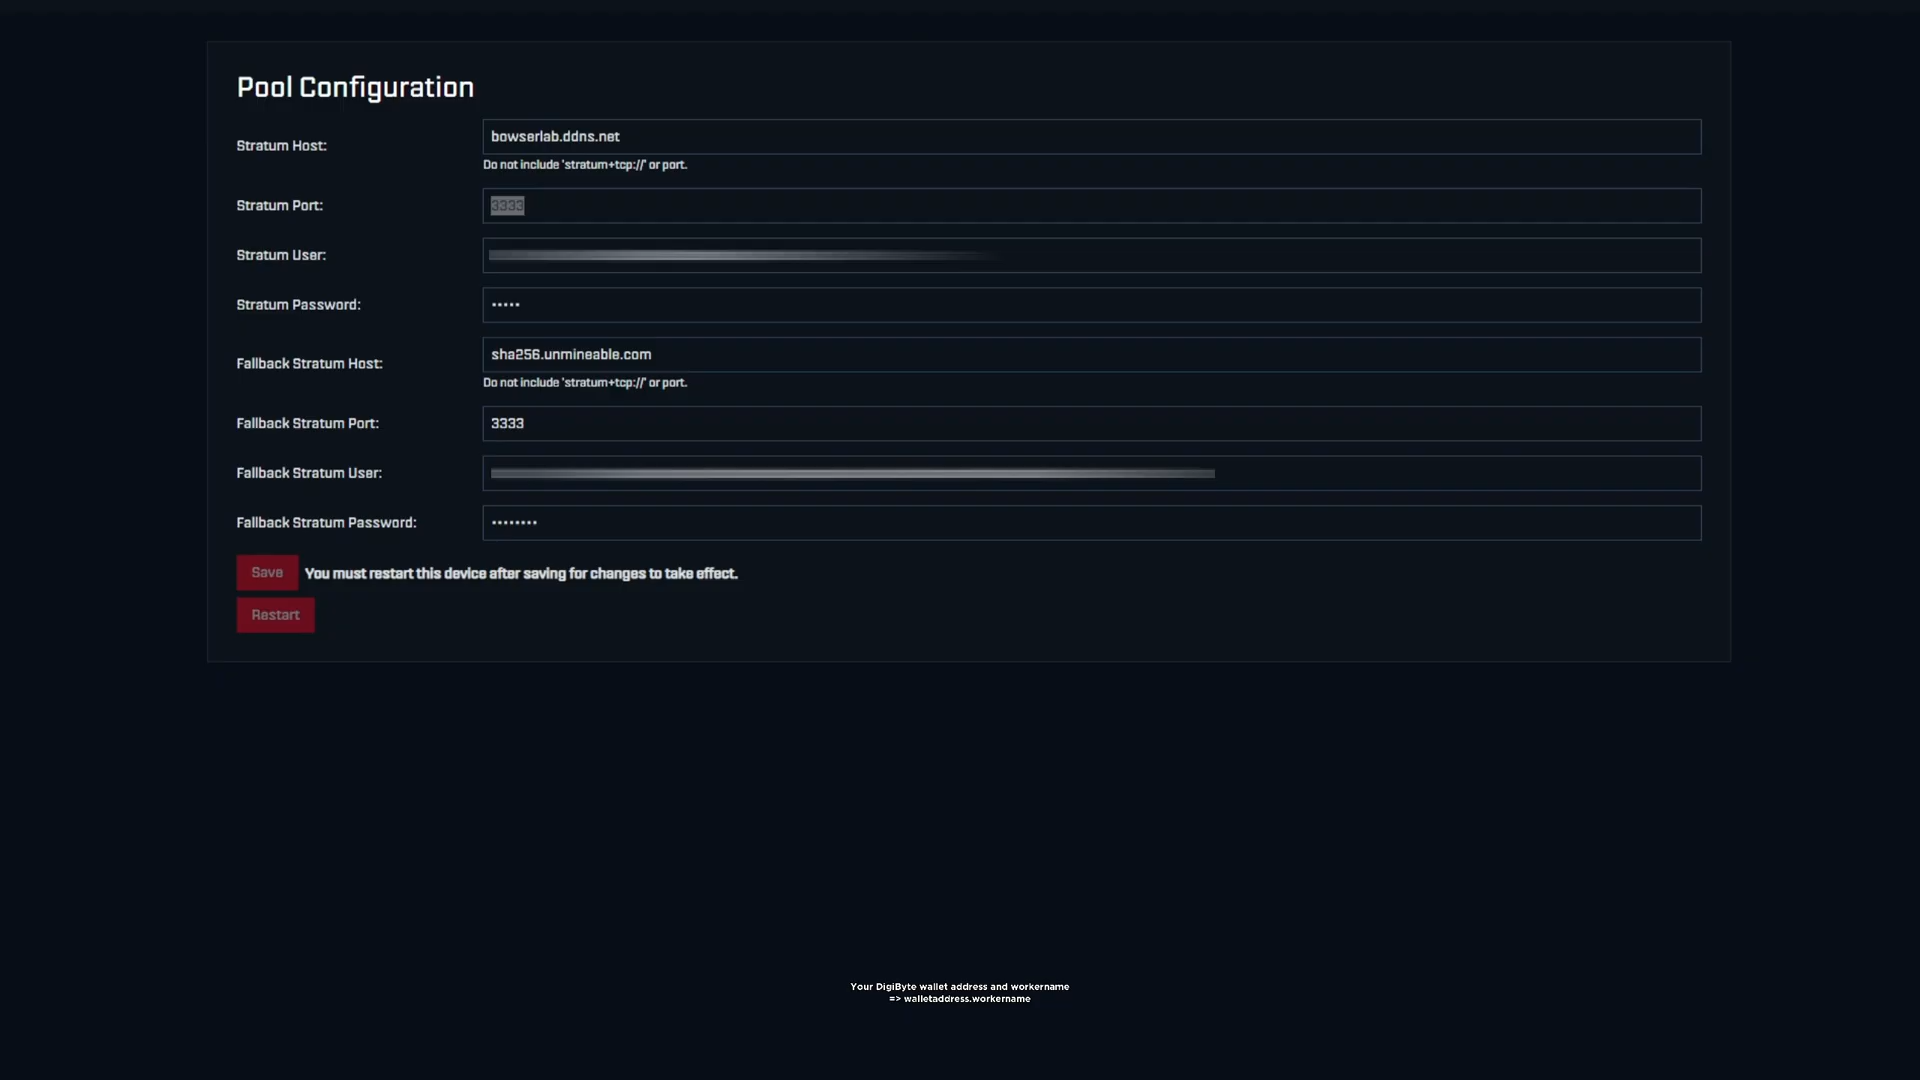 Pool Configuration
Stratum Host:
bowserlab.ddns.net
Do not include 'stratum+tcp://' or port.
Stratum Port:
3333
Stratum User:
Stratum Password:
•••••
Fallback Stratum Host:
sha256.unmineable.com
Do not include 'stratum+tcp://' or port.
Fallback Stratum Port:
3333
Fallback Stratum User:
Fallback Stratum Password:
••••••••
Save You must restart this device after saving for changes to take effect.
Restart
Your DigiByte wallet address and workername
=> walletaddress.workername